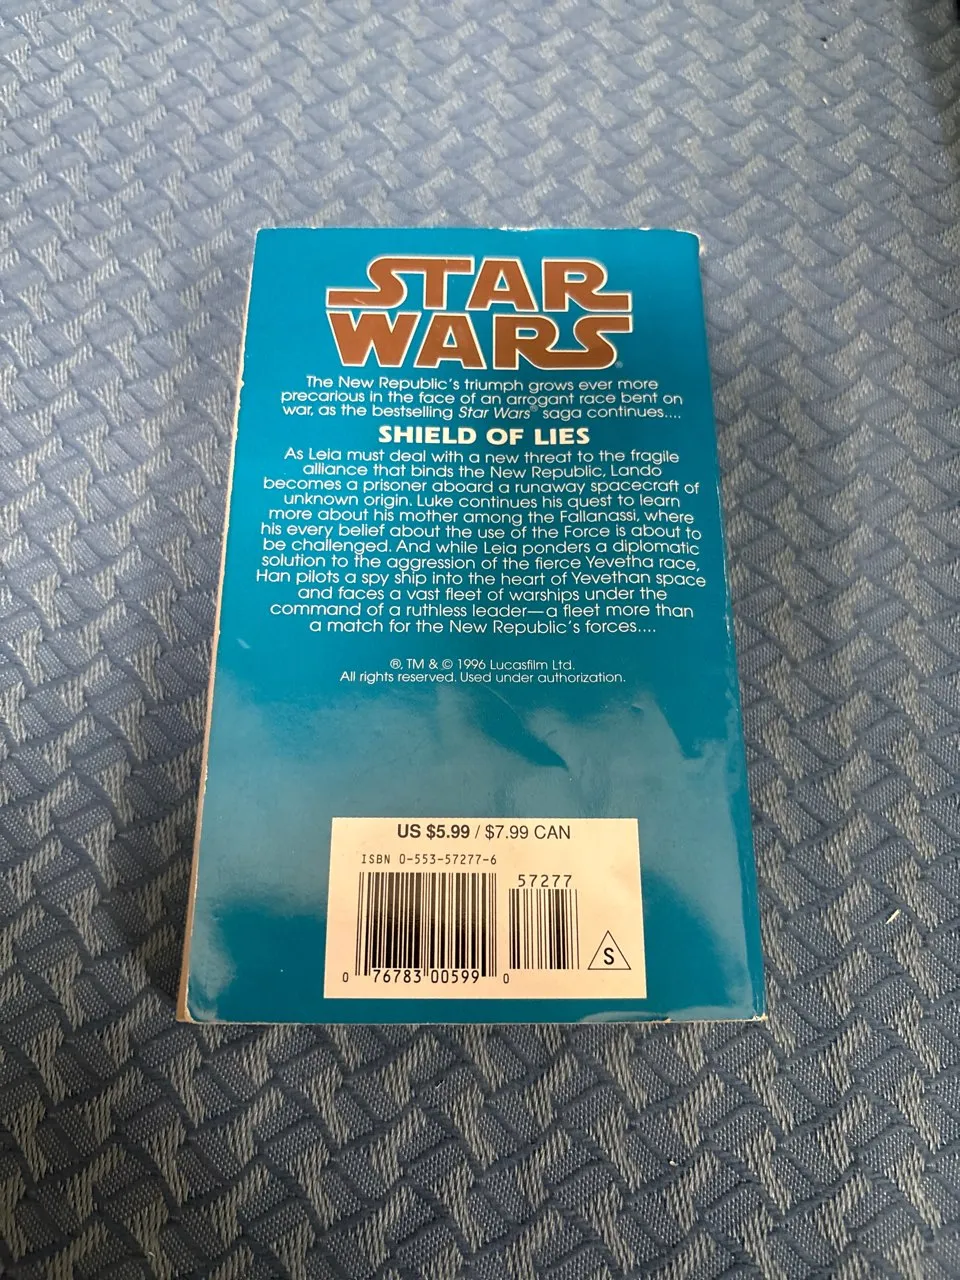 STAR
WARS®
The New Republic's triumph grows ever more
precarious in the face of an arrogant race bent on
war, as the bestselling Star Wars® saga continues....
SHIELD OF LIES
As Leia must deal with a new threat to the fragile
alliance that binds the New Republic, Lando
becomes a prisoner aboard a runaway spacecraft of
unknown origin. Luke continues his quest to learn
more about his mother among the Fallanassi, where
his every belief about the use of the Force is about to
be challenged. And while Leia ponders a diplomatic
solution to the aggression of the fierce Yevetha race,
Han pilots a spy ship into the heart of Yevethan space
and faces a vast fleet of warships under the
command of a ruthless leader—a fleet more than
a match for the New Republic's forces....
®, TM & © 1996 Lucasfilm Ltd.
All rights reserved. Used under authorization.
US $5.99 / $7.99 CAN
ISBN 0-553-57277-6
57277
S
0 76783 00599 0